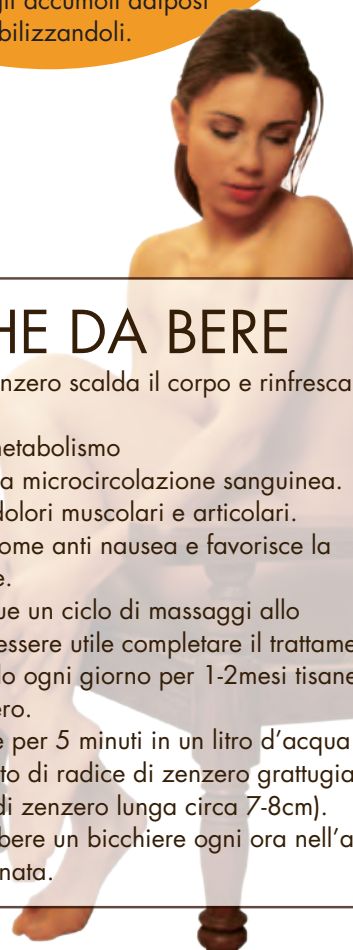 gli accumoli adiposi
bilizzandoli.
HE DA BERE
nzero scalda il corpo e rinfresca
netabolismo
a microcircolazione sanguinea.
dolori muscolari e articolari.
ome anti nausea e favorisce la
e.
ue un ciclo di massaggi allo
essere utile completare il trattame
do ogni giorno per 1-2mesi tisane
ero.
e per 5 minuti in un litro d’acqua
to di radice di zenzero grattugia
di zenzero lunga circa 7-8cm).
bere un bicchiere ogni ora nell’a
nata.